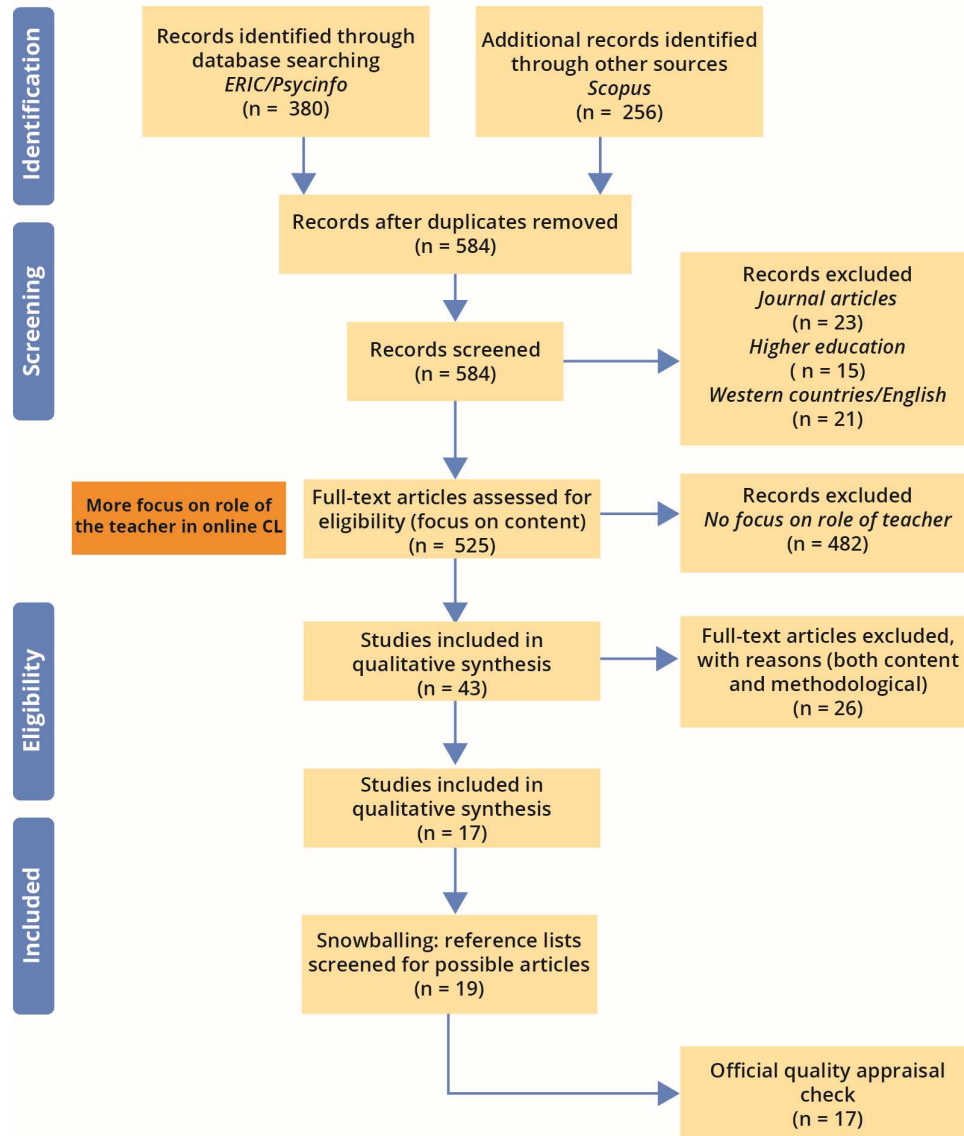 Identification
Records identified through
database searching
ERIC/Psycinfo
(n = 380)
Additional records identified
through other sources
Scopus
(n = 256)
Records after duplicates removed
(n = 584)
Screening
Records screened
(n = 584)
Records excluded
Journal articles
(n = 23)
Higher education
( n = 15)
Western countries/English
(n = 21)
More focus on role of
the teacher in online CL
Full-text articles assessed for
eligibility (focus on content)
(n = 525)
Records excluded
No focus on role of teacher
(n = 482)
Eligibility
Studies included in
qualitative synthesis
(n = 43)
Full-text articles excluded,
with reasons (both content
and methodological)
(n = 26)
Studies included in
qualitative synthesis
(n = 17)
Included
Snowballing: reference lists
screened for possible articles
(n = 19)
Official quality appraisal
check
(n = 17)